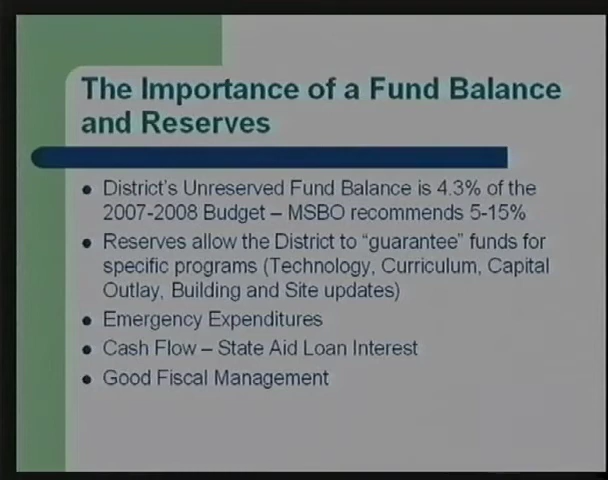 The Importance of a Fund Balance
and Reserves
● District's Unreserved Fund Balance is 4.3% of the
2007-2008 Budget – MSBO recommends 5-15%
● Reserves allow the District to "guarantee" funds for
specific programs (Technology, Curriculum, Capital
Outlay, Building and Site updates)
● Emergency Expenditures
● Cash Flow – State Aid Loan Interest
● Good Fiscal Management